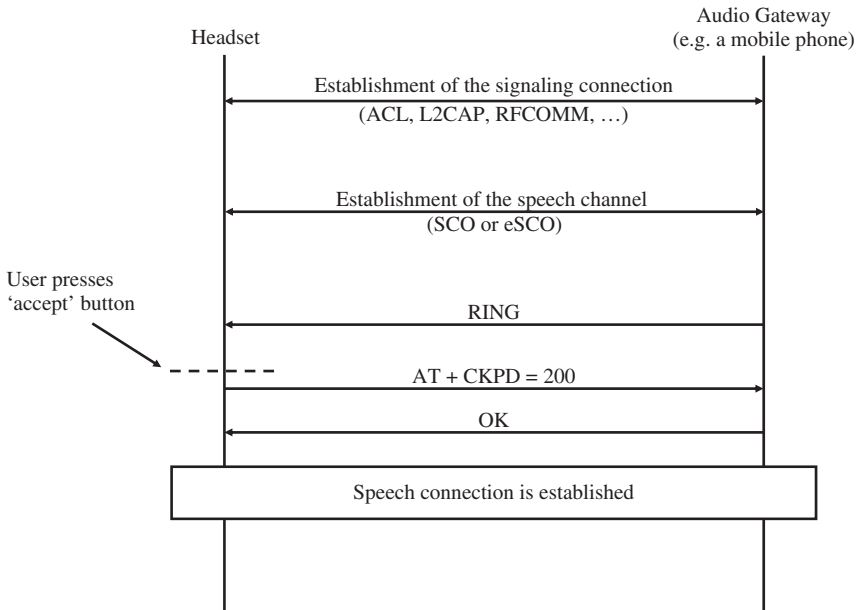 Headset
Audio Gateway
(e.g. a mobile phone)
Establishment of the signaling connection
(ACL, L2CAP, RFCOMM, …)
Establishment of the speech channel
(SCO or eSCO)
User presses
‘accept’ button
RING
AT + CKPD = 200
OK
Speech connection is established